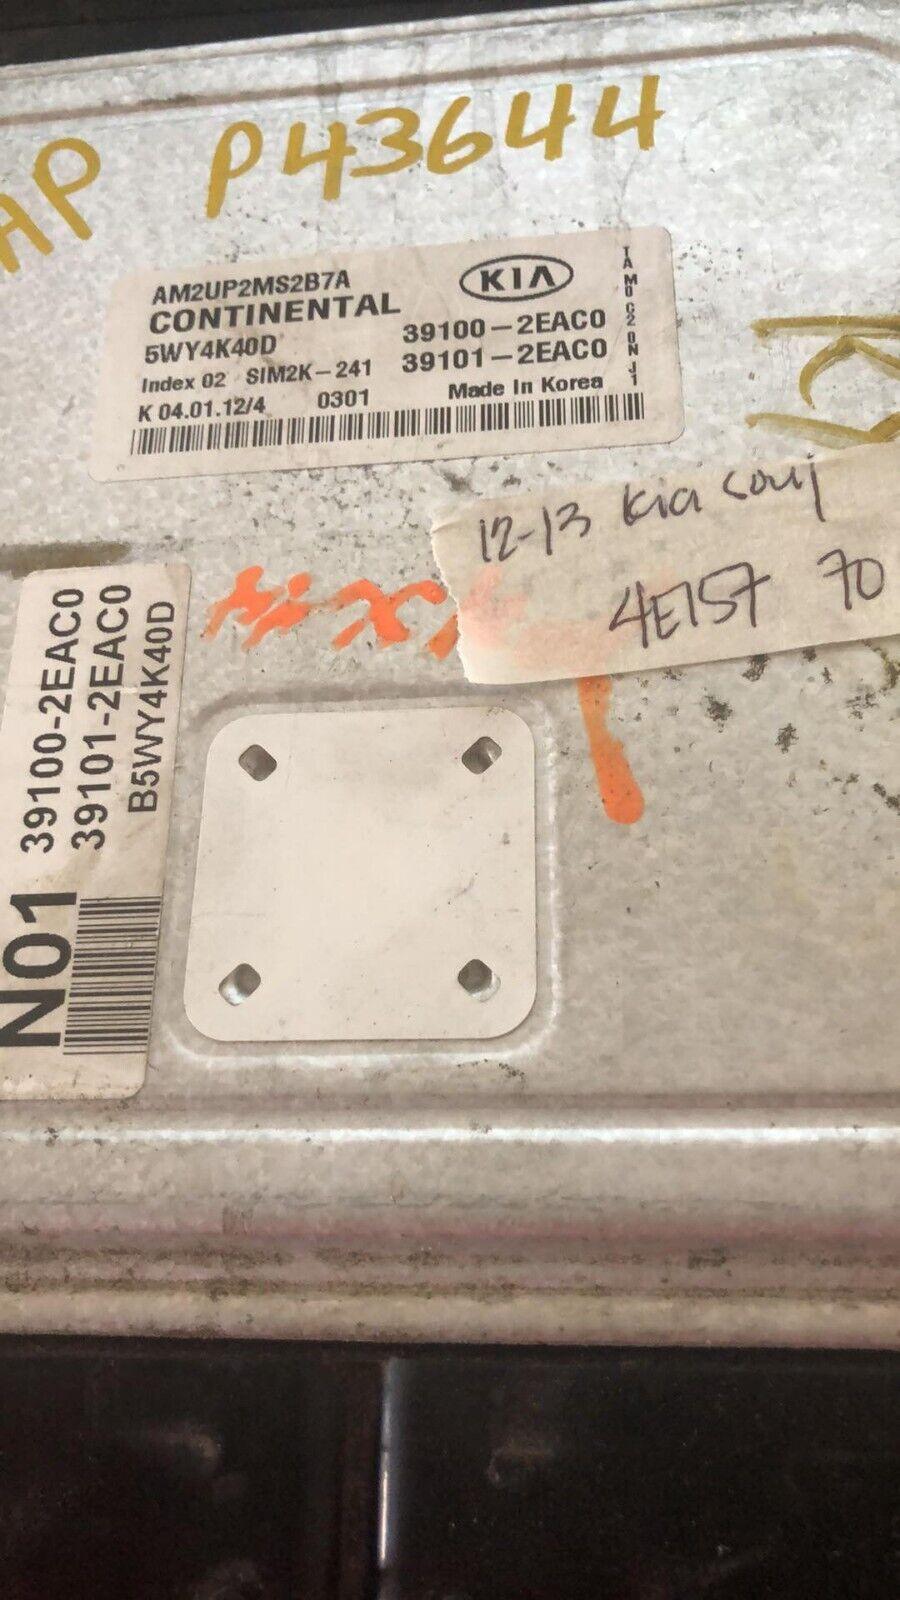 AP P43644
AM2UP2MS2B7A
KIA
CONTINENTAL
39100-2EAC0
5WY4K40D
39101-2EAC0
Index 02 SIM2K-241
Made In Korea
K 04.01.12/4 0301
12-13 Kia
4E157 70
39100-2EAC0
39101-2EAC0
B5WY4K40D
N01